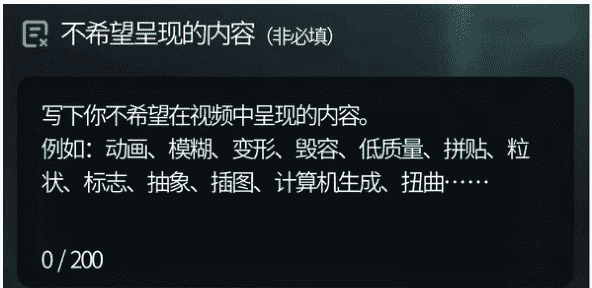 不希望呈现的内容（非必填）
写下你不希望在视频中呈现的内容。
例如：动画、模糊、变形、毁容、低质量、拼贴、粒
状、标志、抽象、插图、计算机生成、扭曲……
0 / 200